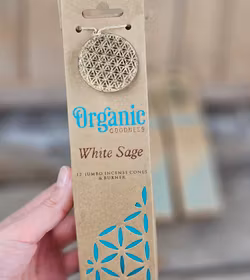 Organic
GOODNESS
White Sage
12 JUMBO INCENSE CONES
& BURNER